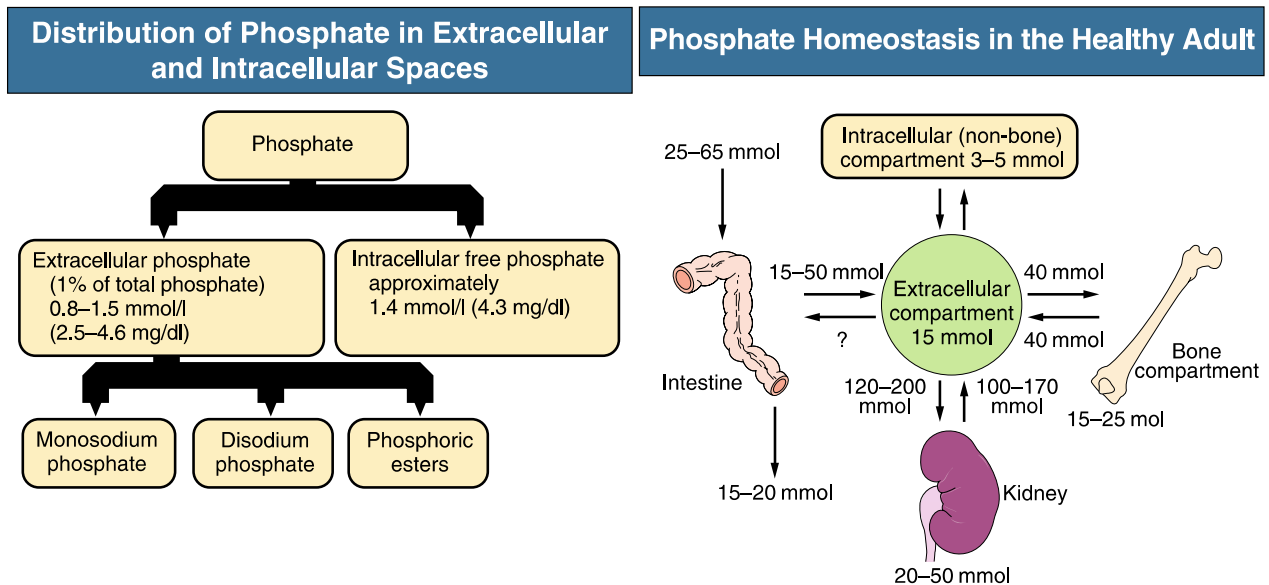 Distribution of Phosphate in Extracellular
and Intracellular Spaces
Phosphate
Extracellular phosphate
(1% of total phosphate)
0.8–1.5 mmol/l
(2.5–4.6 mg/dl)
Intracellular free phosphate
approximately
1.4 mmol/l (4.3 mg/dl)
Monosodium
phosphate
Disodium
phosphate
Phosphoric
esters
Phosphate Homeostasis in the Healthy Adult
25–65 mmol
Intracellular (non-bone)
compartment 3–5 mmol
15–50 mmol
?
Extracellular
compartment
15 mmol
40 mmol
40 mmol
Intestine
Bone
compartment
15–25 mol
120–200
mmol
100–170
mmol
15–20 mmol
Kidney
20–50 mmol